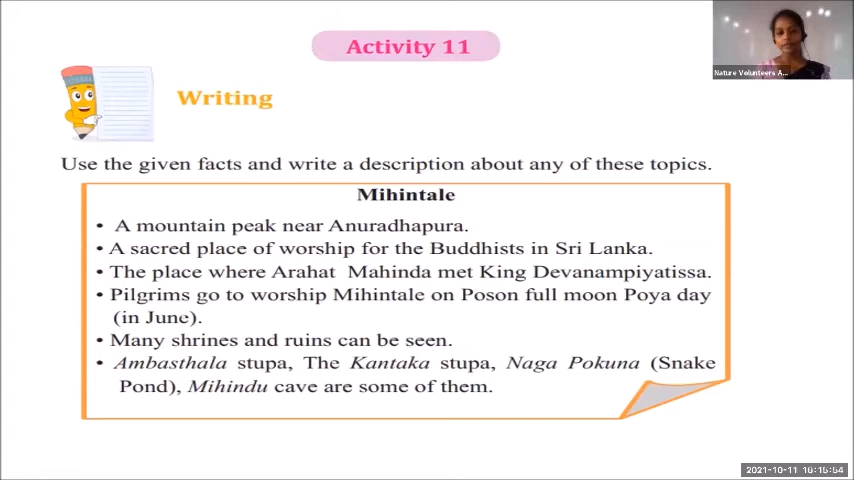 Activity 11
Nature Volunteers A...
Writing
Use the given facts and write a description about any of these topics.
Mihintale
• A mountain peak near Anuradhapura.
• A sacred place of worship for the Buddhists in Sri Lanka.
• The place where Arahat Mahinda met King Devanampiyatissa.
• Pilgrims go to worship Mihintale on Poson full moon Poya day
(in June).
• Many shrines and ruins can be seen.
• Ambasthala stupa, The Kantaka stupa, Naga Pokuna (Snake
Pond), Mihindu cave are some of them.
2021-10-11 16:15:54